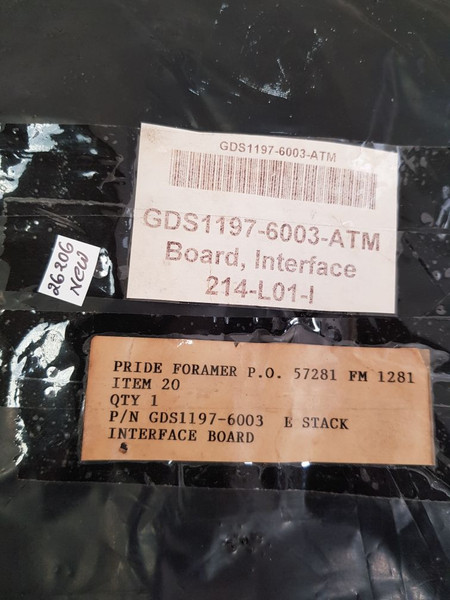 GDS1197-6003-ATM
GDS1197-6003-ATM
Board, Interface
214-L01-I
26206
NEW
PRIDE FORAMER P.O. 57281 FM 1281
ITEM 20
QTY 1
P/N GDS1197-6003 E STACK
INTERFACE BOARD